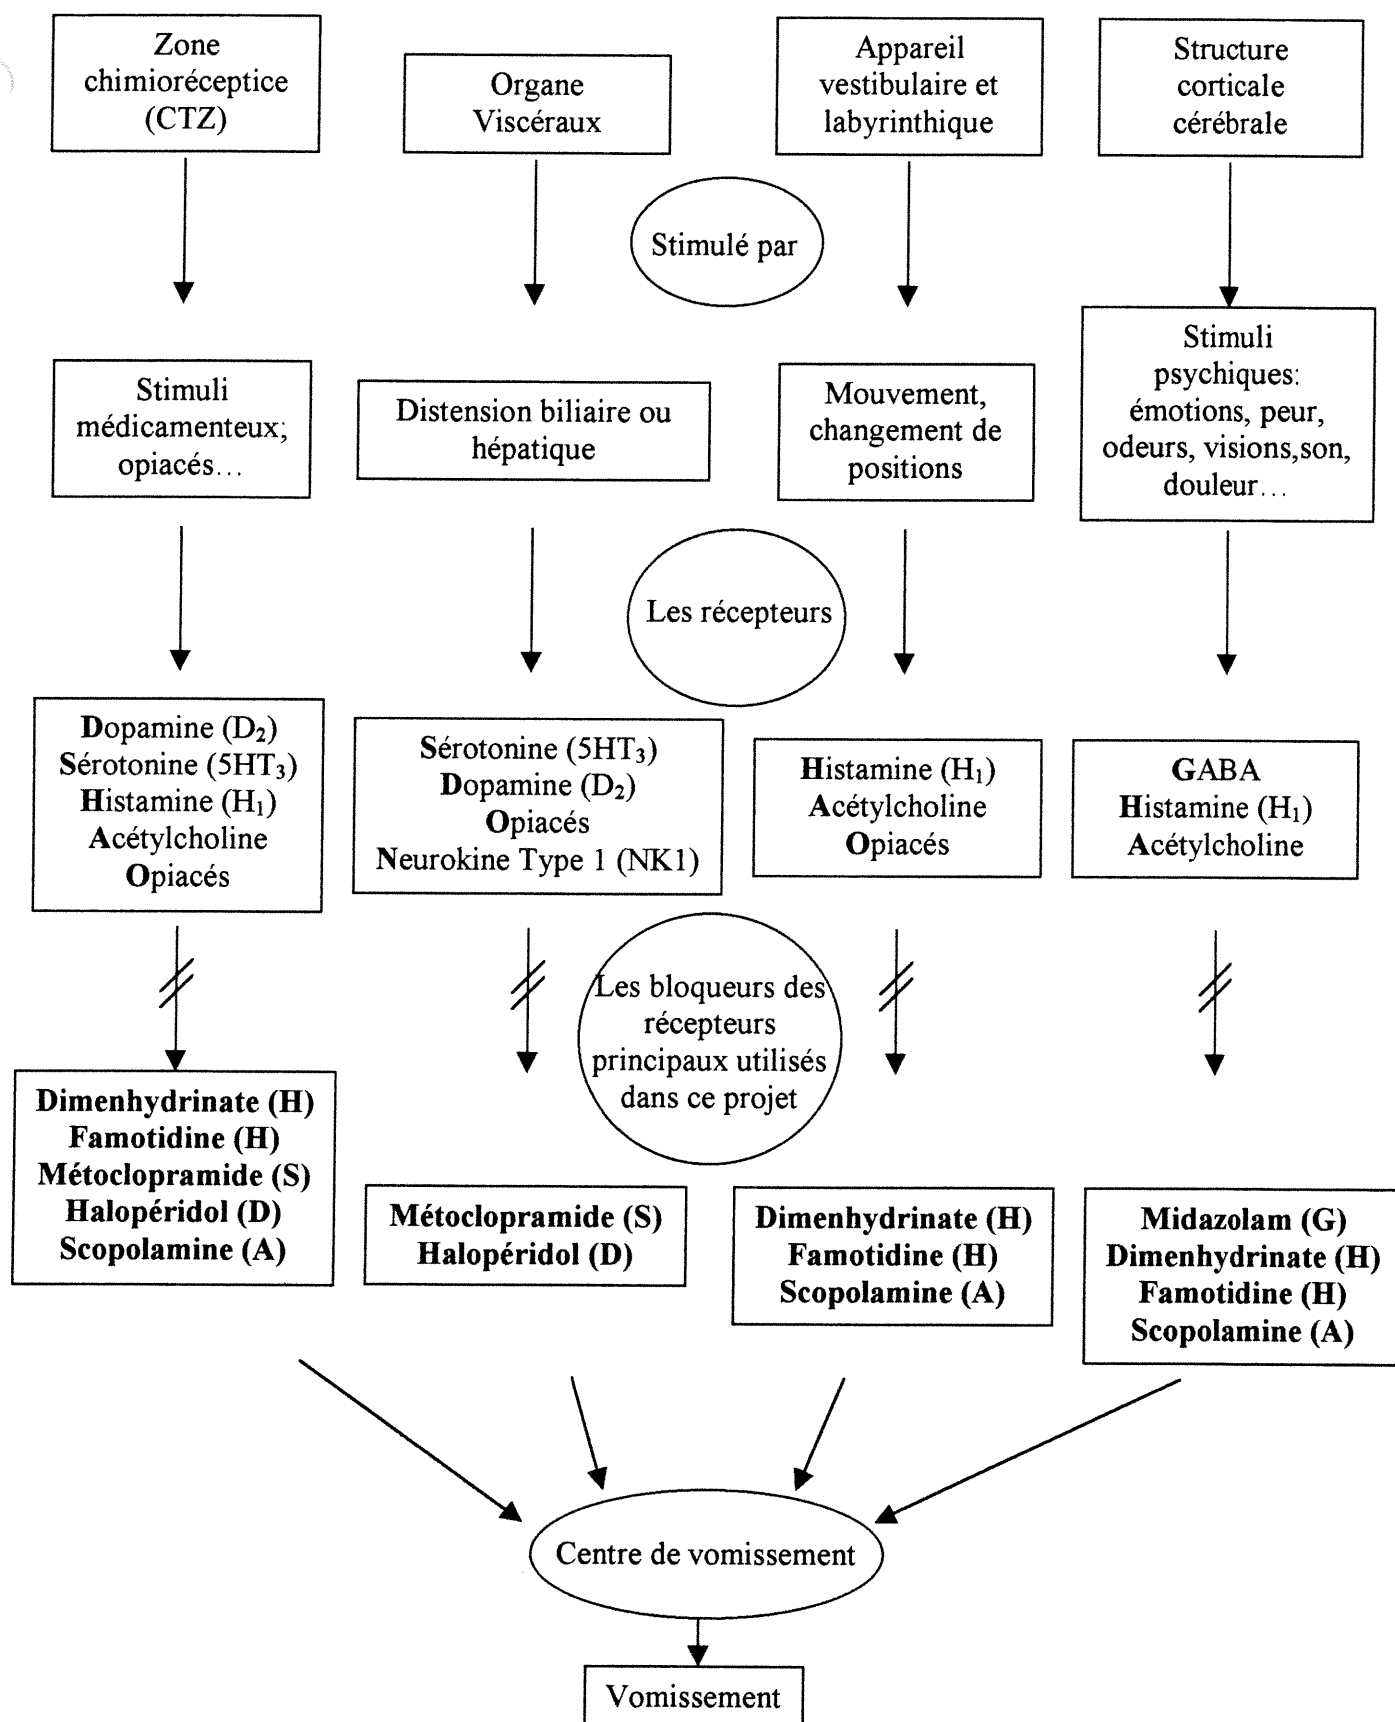 Zone
chimioréceptice
(CTZ)
Organe
Viscéraux
Appareil
vestibulaire et
labyrinthique
Structure
corticale
cérébrale
Stimulé par
Stimuli
médicamenteux;
opiacés…
Distension biliaire ou
hépatique
Mouvement,
changement de
positions
Stimuli
psychiques:
émotions, peur,
odeurs, visions,son,
douleur…
Les récepteurs
Dopamine (D₂)
Sérotonine (5HT₃)
Histamine (H₁)
Acétylcholine
Opiacés
Sérotonine (5HT₃)
Dopamine (D₂)
Opiacés
Neurokine Type 1 (NK1)
Histamine (H₁)
Acétylcholine
Opiacés
GABA
Histamine (H₁)
Acétylcholine
Les bloqueurs des
récepteurs
principaux utilisés
dans ce projet
Dimenhydrinate (H)
Famotidine (H)
Métoclopramide (S)
Halopéridol (D)
Scopolamine (A)
Métoclopramide (S)
Halopéridol (D)
Dimenhydrinate (H)
Famotidine (H)
Scopolamine (A)
Midazolam (G)
Dimenhydrinate (H)
Famotidine (H)
Scopolamine (A)
Centre de vomissement
Vomissement